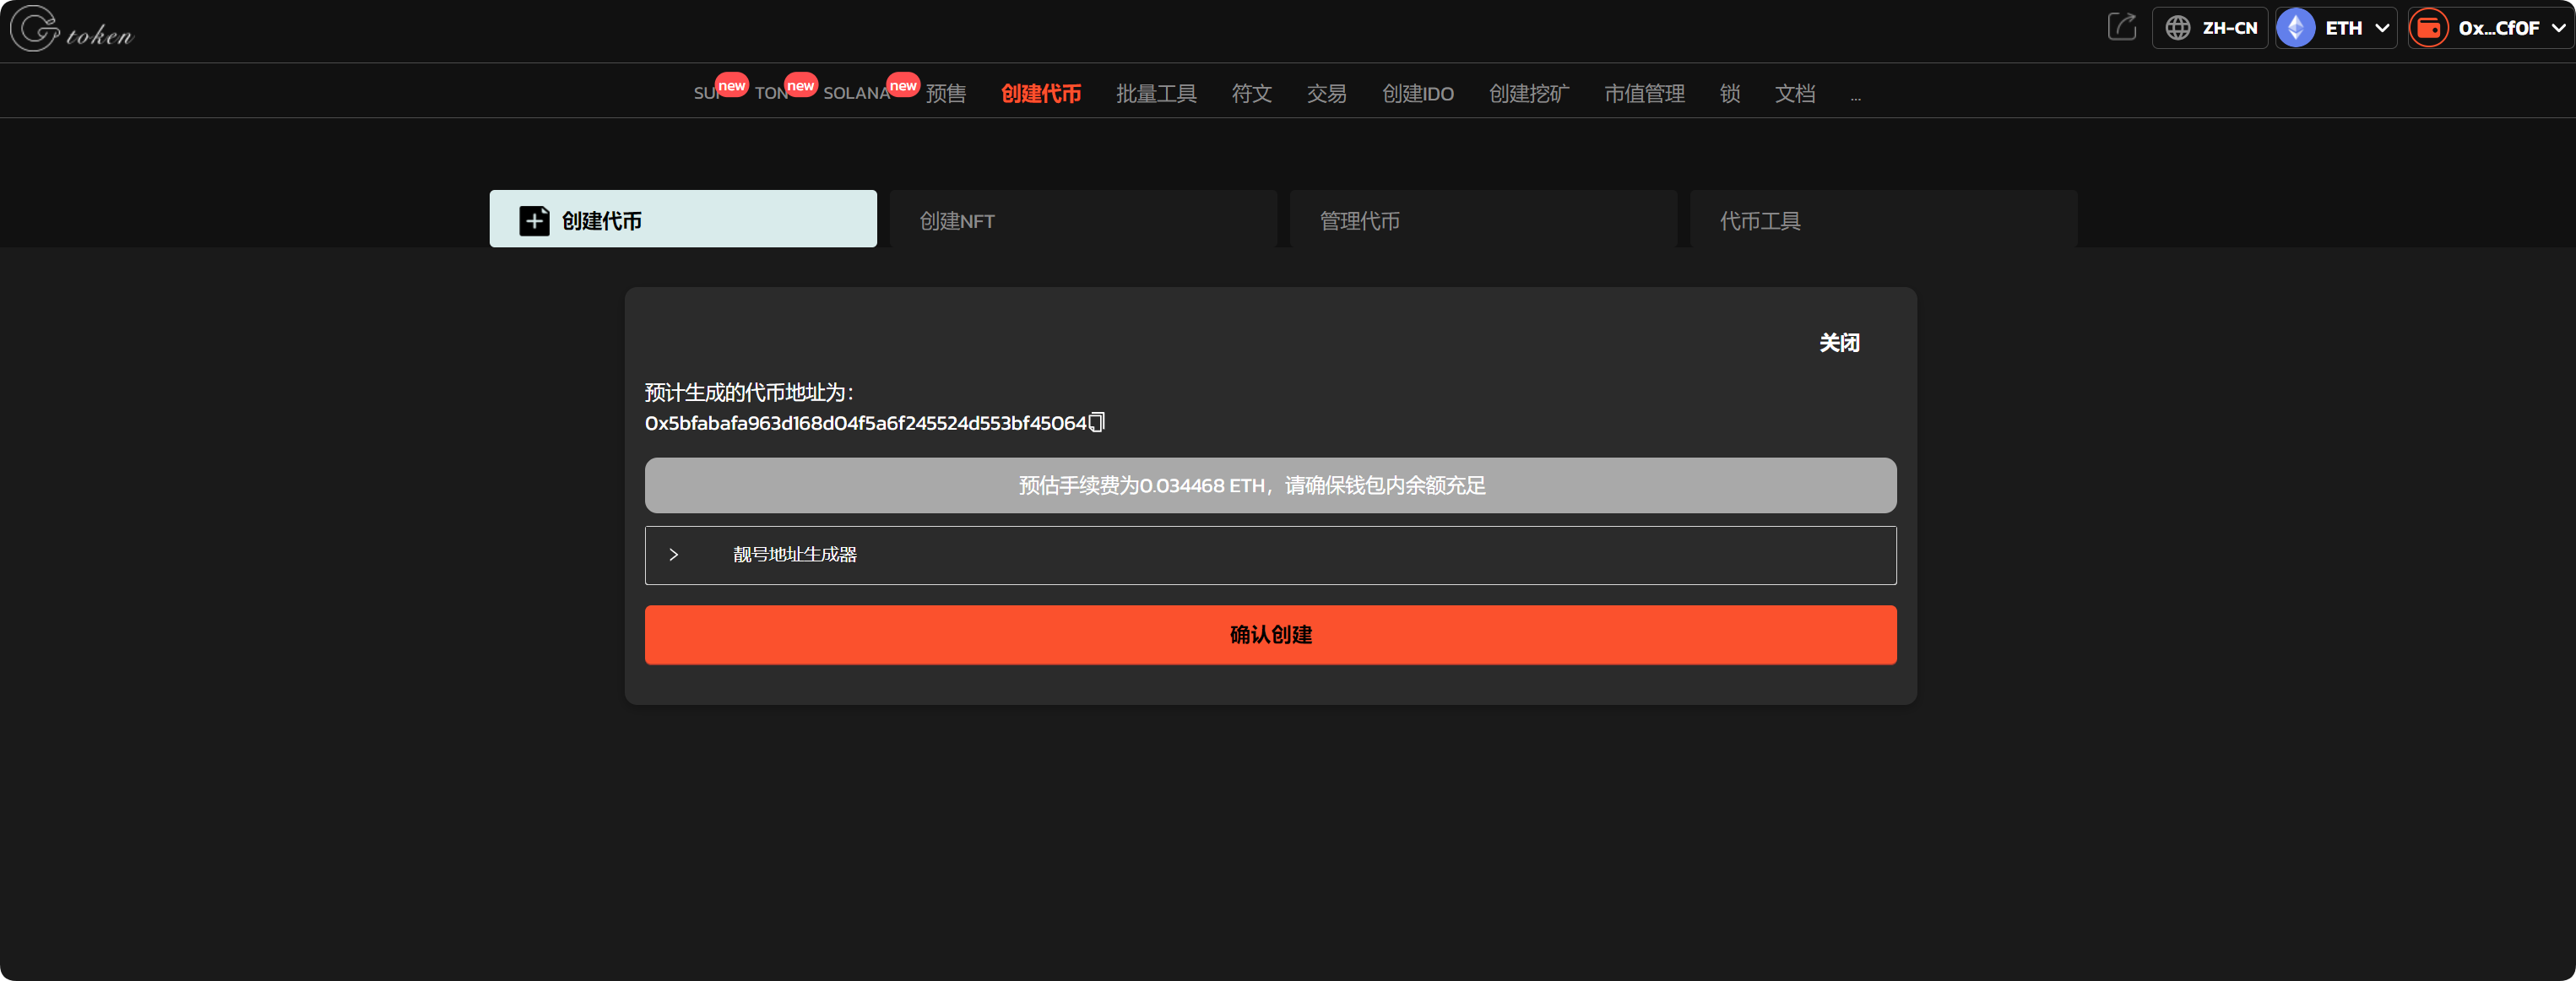 Gtoken
ZH-CN
ETH
0x...Cf0F
new
TON new
SOLANA new
预售
创建代币
批量工具
符文
交易
创建IDO
创建挖矿
市值管理
锁
文档
...
创建代币
创建NFT
管理代币
代币工具
关闭
预计生成的代币地址为：
0x5bfabafa963d168d04f5a6f245524d553bf45064
预估手续费为0.034468 ETH，请确保钱包内余额充足
靓号地址生成器
确认创建